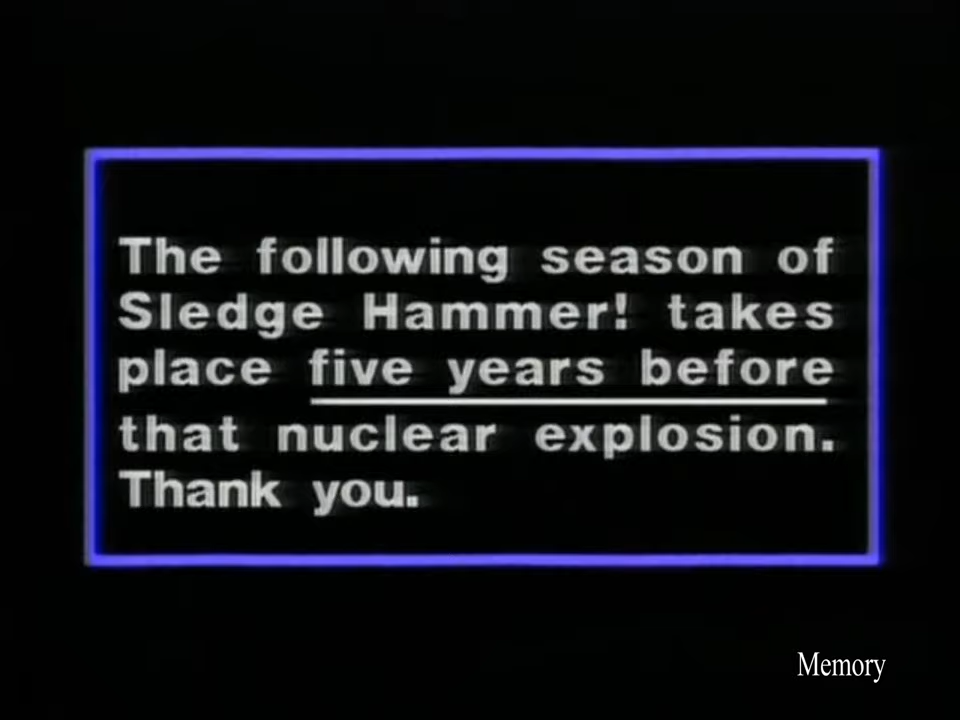 The following season of
Sledge Hammer! takes
place five years before
that nuclear explosion.
Thank you.
Memory